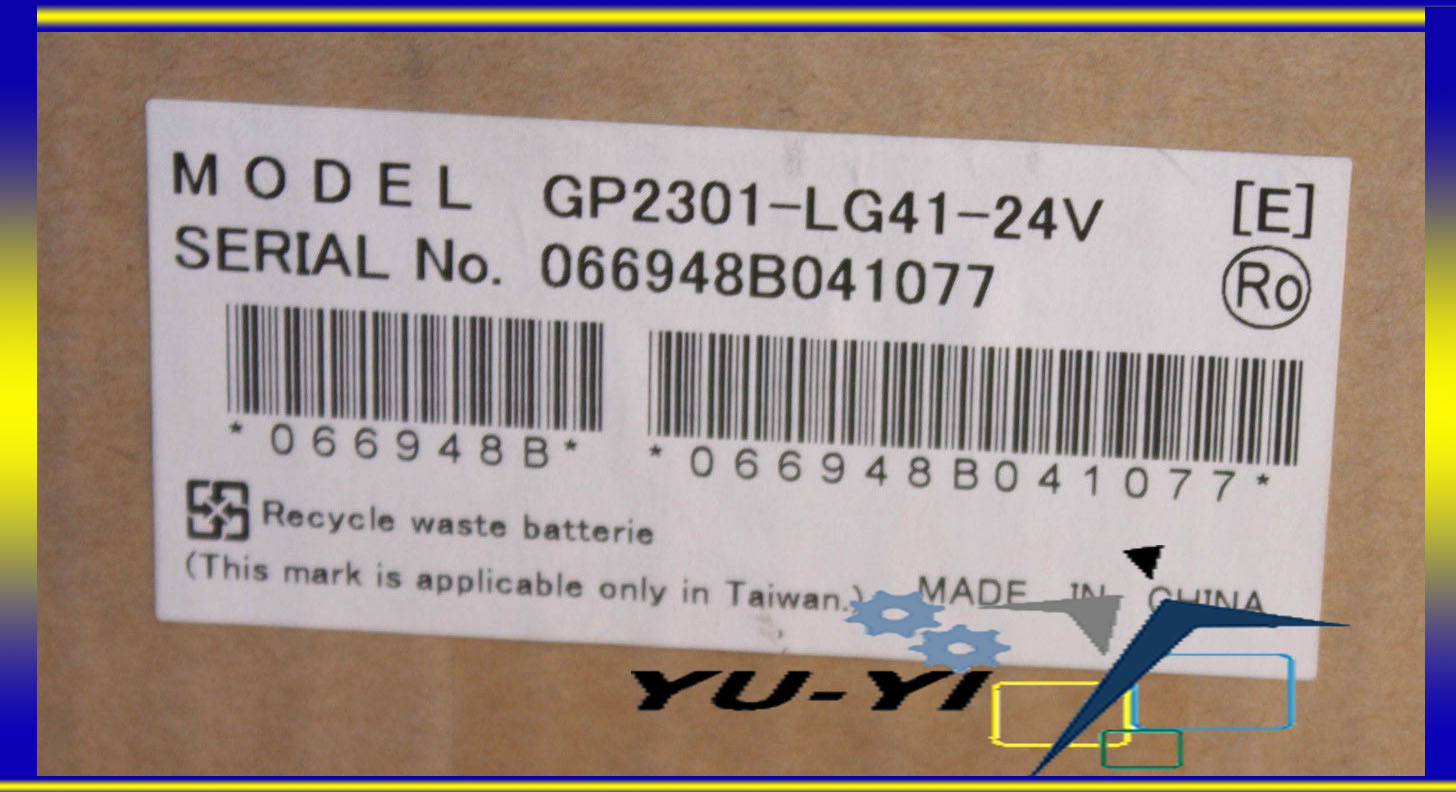 MODEL GP2301-LG41-24V [E]
SERIAL No. 066948B041077 Ro
*066948B* *066948B041077*
Recycle waste batterie
(This mark is applicable only in Taiwan.) MADE IN CHINA
YU-YI